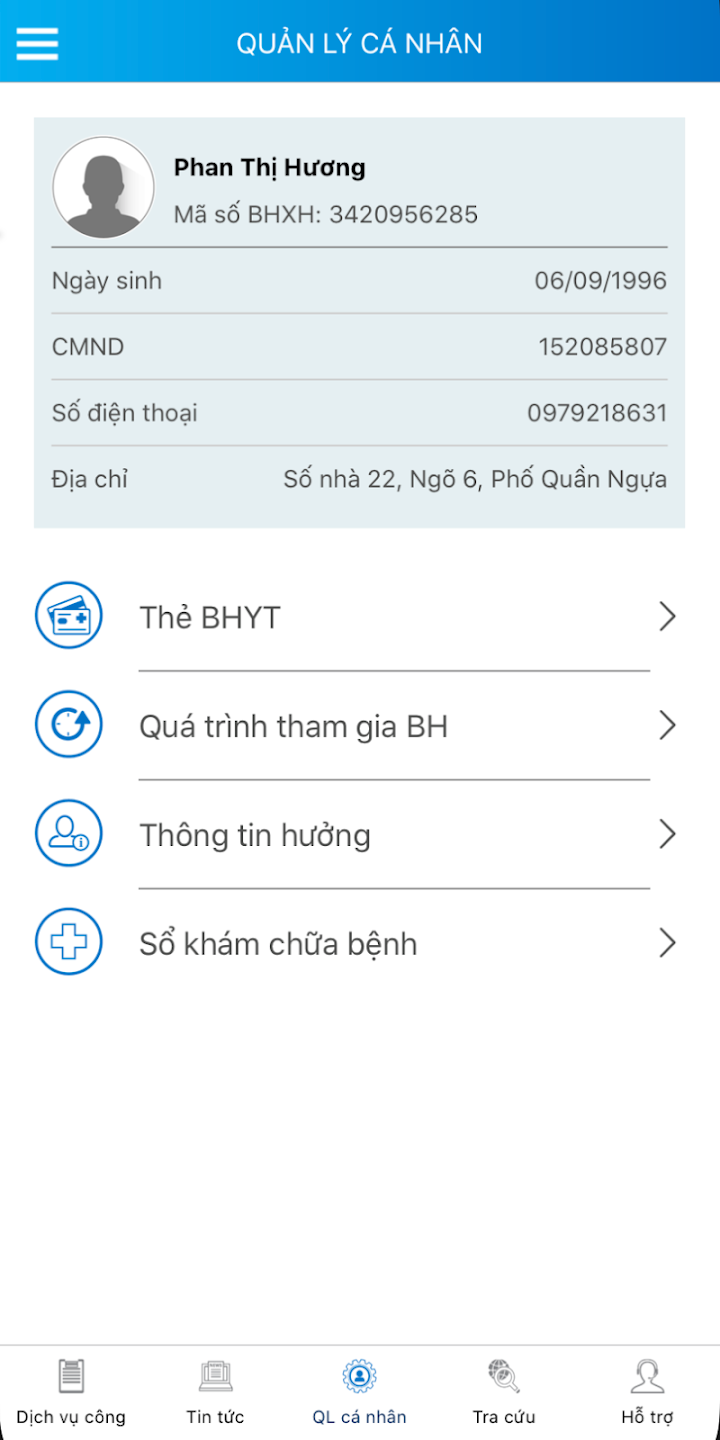 QUẢN LÝ CÁ NHÂN
Phan Thị Hương
Mã số BHXH: 3420956285
Ngày sinh 06/09/1996
CMND 152085807
Số điện thoại 0979218631
Địa chỉ Số nhà 22, Ngõ 6, Phố Quần Ngựa
Thẻ BHYT
Quá trình tham gia BH
Thông tin hưởng
Sổ khám chữa bệnh
Dịch vụ công Tin tức QL cá nhân Tra cứu Hỗ trợ